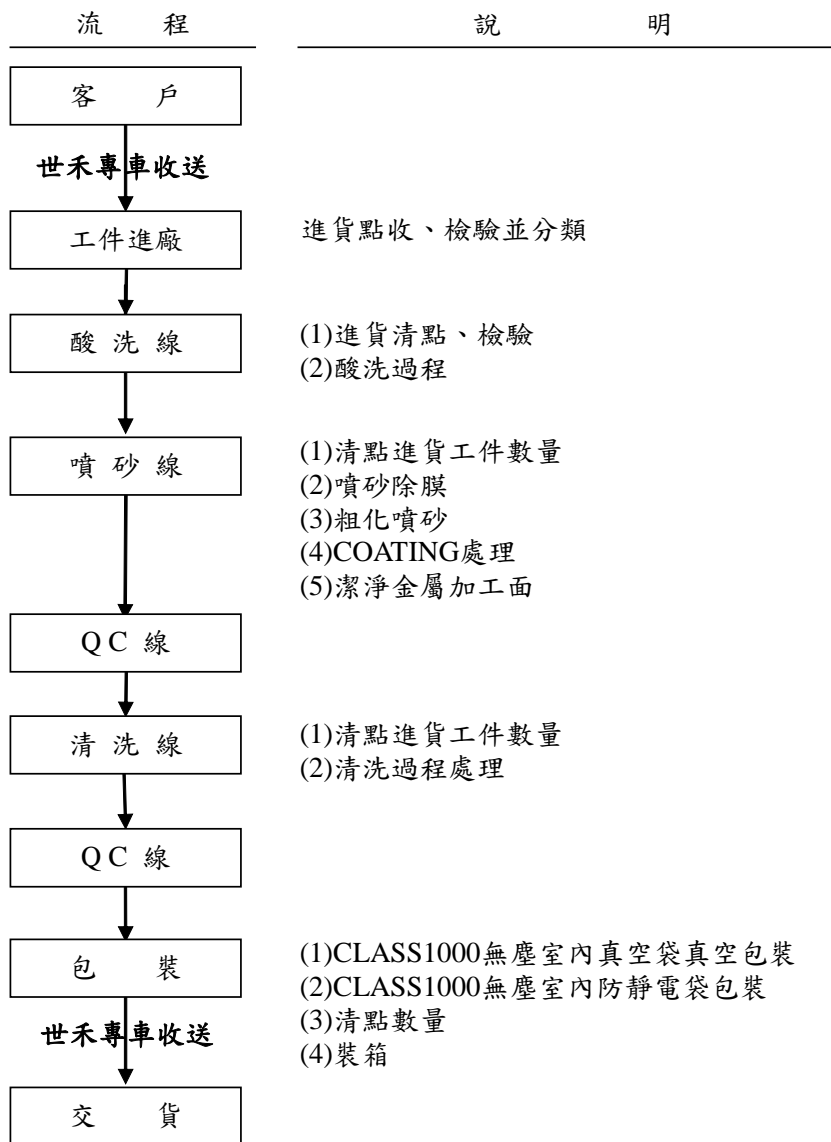 流 程 說 明
客 戶
世禾專車收送
工件進廠 進貨點收、檢驗並分類
酸洗線 (1)進貨清點、檢驗
(2)酸洗過程
噴砂線 (1)清點進貨工件數量
(2)噴砂除膜
(3)粗化噴砂
(4)COATING處理
(5)潔淨金屬加工面
QC 線
清洗線 (1)清點進貨工件數量
(2)清洗過程處理
QC 線
包 裝 (1)CLASS1000無塵室內真空袋真空包裝
(2)CLASS1000無塵室內防靜電袋包裝
世禾專車收送 (3)清點數量
(4)裝箱
交 貨